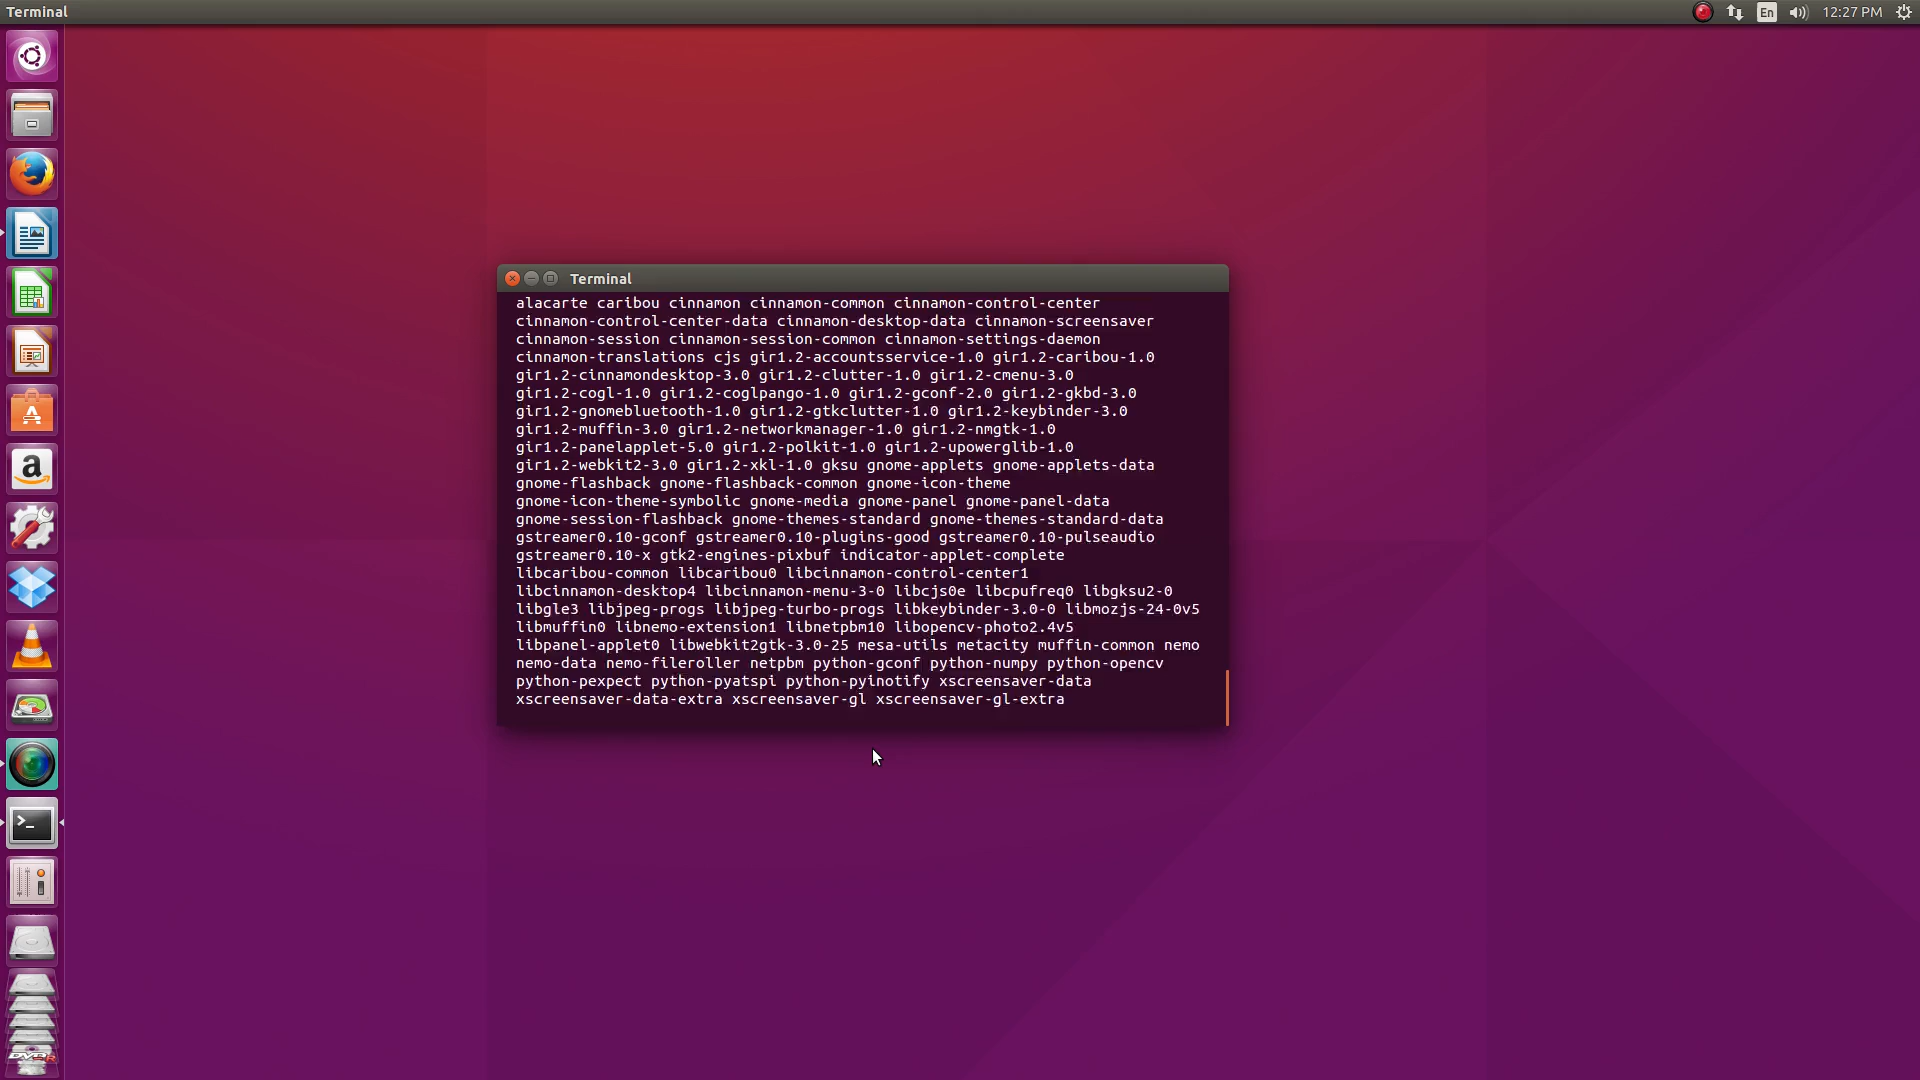 Terminal
En
12:27 PM
Terminal
alacarte caribou cinnamon cinnamon-common cinnamon-control-center
cinnamon-control-center-data cinnamon-desktop-data cinnamon-screensaver
cinnamon-session cinnamon-session-common cinnamon-settings-daemon
cinnamon-translations cjs gir1.2-accountsservice-1.0 gir1.2-caribou-1.0
gir1.2-cinnamondesktop-3.0 gir1.2-clutter-1.0 gir1.2-cmenu-3.0
gir1.2-cogl-1.0 gir1.2-coglpango-1.0 gir1.2-gconf-2.0 gir1.2-gkbd-3.0
gir1.2-gnomebluetooth-1.0 gir1.2-gtkclutter-1.0 gir1.2-keybinder-3.0
gir1.2-muffin-3.0 gir1.2-networkmanager-1.0 gir1.2-nmgtk-1.0
gir1.2-panelapplet-5.0 gir1.2-polkit-1.0 gir1.2-upowerglib-1.0
gir1.2-webkit2-3.0 gir1.2-xkl-1.0 gksu gnome-applets gnome-applets-data
gnome-flashback gnome-flashback-common gnome-icon-theme
gnome-icon-theme-symbolic gnome-media gnome-panel gnome-panel-data
gnome-session-flashback gnome-themes-standard gnome-themes-standard-data
gstreamer0.10-gconf gstreamer0.10-plugins-good gstreamer0.10-pulseaudio
gstreamer0.10-x gtk2-engines-pixbuf indicator-applet-complete
libcaribou-common libcaribou0 libcinnamon-control-center1
libcinnamon-desktop4 libcinnamon-menu-3-0 libcjs0e libcpufreq0 libgksu2-0
libgle3 libjpeg-progs libjpeg-turbo-progs libkeybinder-3.0-0 libmozjs-24-0v5
libmuffin0 libnemo-extension1 libnetpbm10 libopencv-photo2.4v5
libpanel-applet0 libwebkit2gtk-3.0-25 mesa-utils metacity muffin-common nemo
nemo-data nemo-fileroller netpbm python-gconf python-numpy python-opencv
python-pexpect python-pyatspi python-pyinotify xscreensaver-data
xscreensaver-data-extra xscreensaver-gl xscreensaver-gl-extra